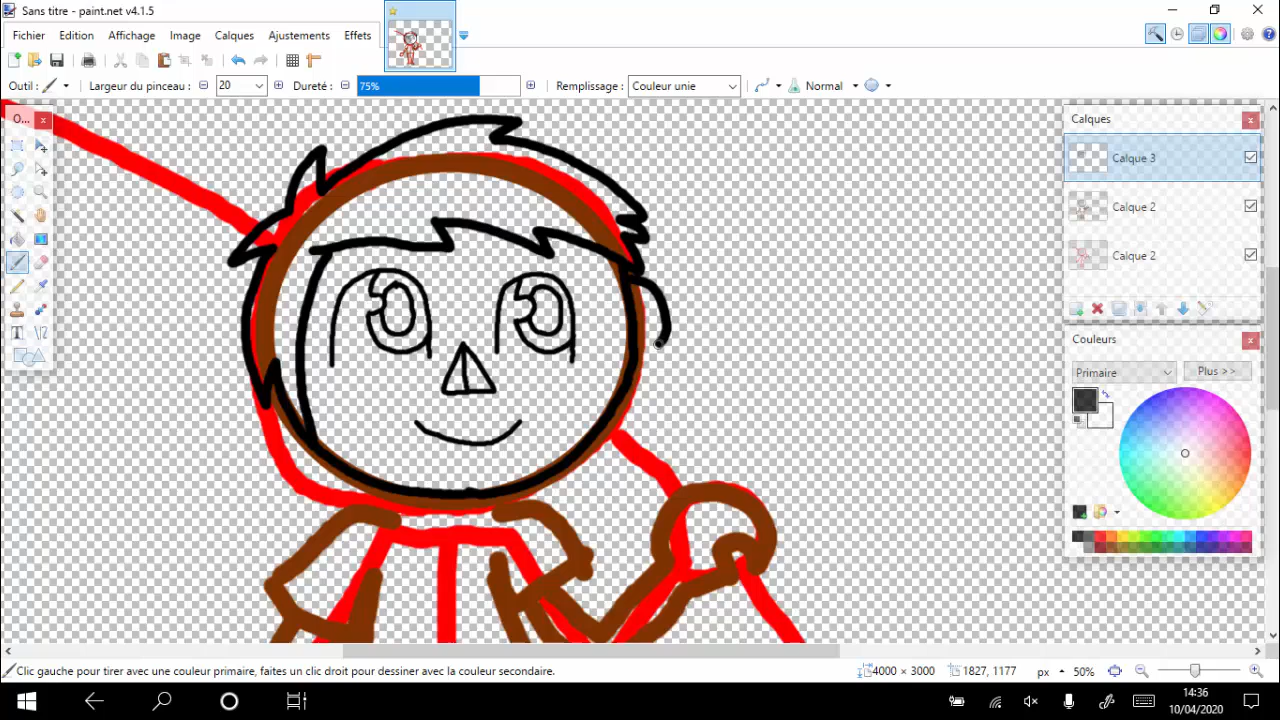 Sans titre - paint.net v4.1.5
Fichier Edition Affichage Image Calques Ajustements Effets
Outil : Largeur du pinceau : 20 Dureté : 75% Remplissage : Couleur unie Normal
O...
Calques
Calque 3
Calque 2
Calque 2
Couleurs
Primaire Plus >>
Clic gauche pour tirer avec une couleur primaire, faites un clic droit pour dessiner avec la couleur secondaire. 4000 × 3000 1827, 1177 px 50%
14:36
10/04/2020